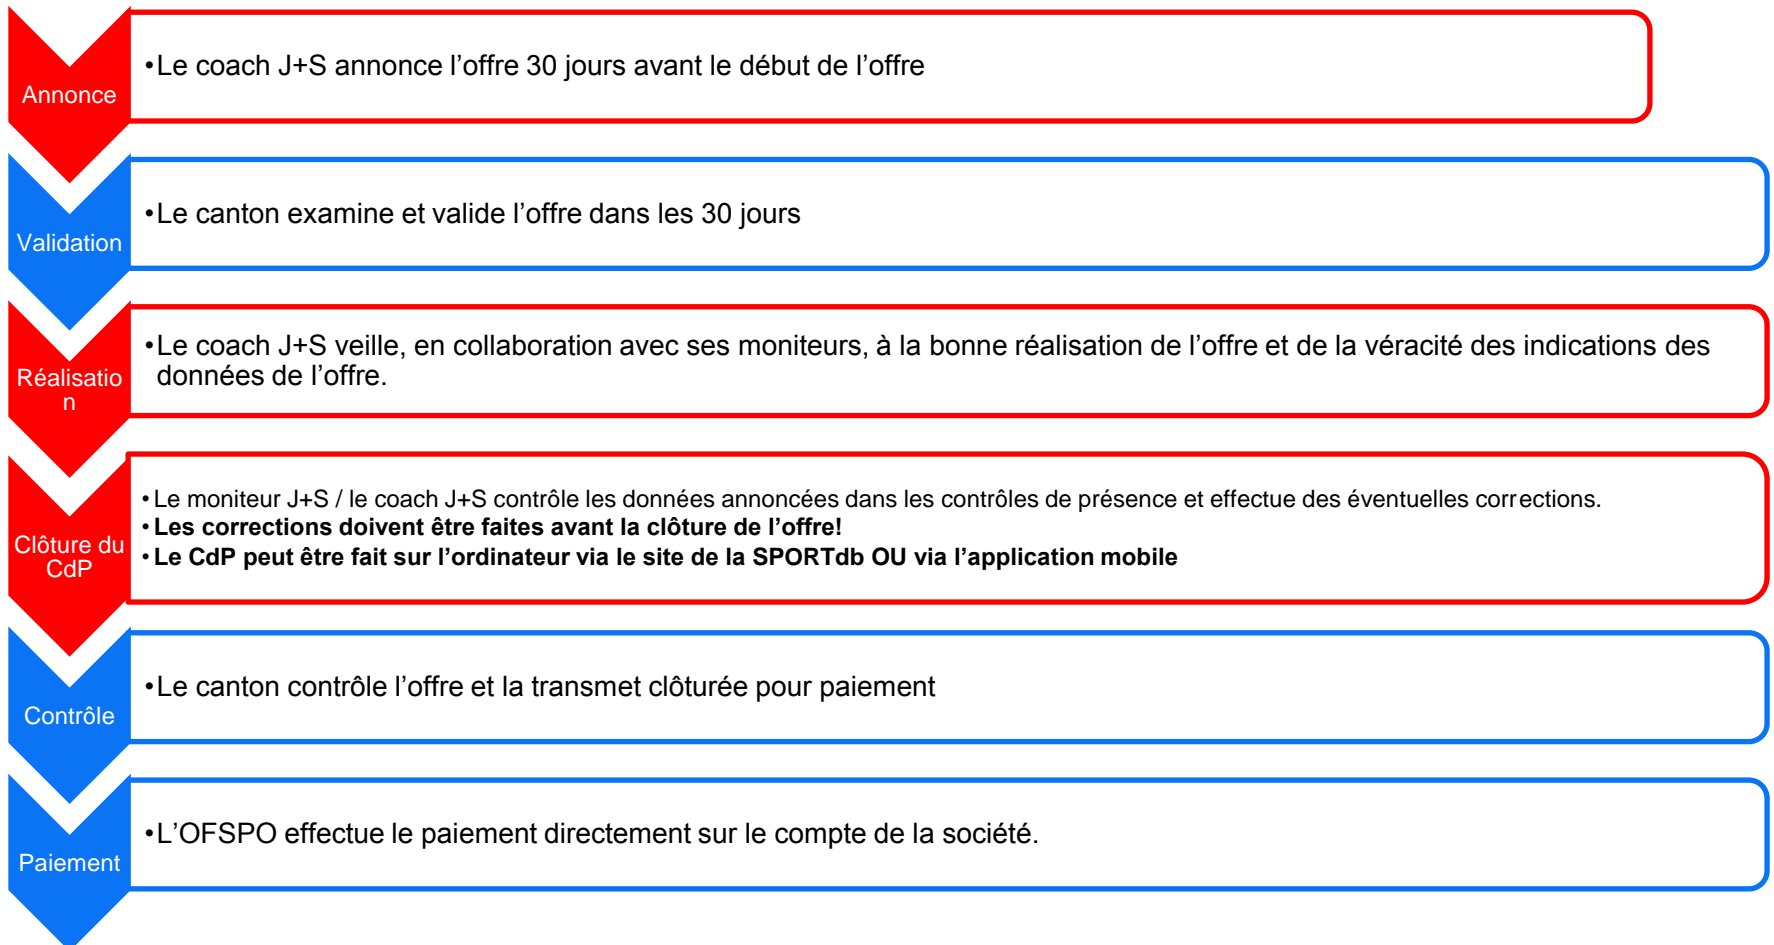 Annonce
•Le coach J+S annonce l’offre 30 jours avant le début de l’offre
Validation
•Le canton examine et valide l’offre dans les 30 jours
Réalisatio
n
•Le coach J+S veille, en collaboration avec ses moniteurs, à la bonne réalisation de l’offre et de la véracité des indications des
données de l’offre.
Clôture du
CdP
•Le moniteur J+S / le coach J+S contrôle les données annoncées dans les contrôles de présence et effectue des éventuelles corrections.
•Les corrections doivent être faites avant la clôture de l’offre!
•Le CdP peut être fait sur l’ordinateur via le site de la SPORTdb OU via l’application mobile
Contrôle
•Le canton contrôle l’offre et la transmet clôturée pour paiement
Paiement
•L’OFSPO effectue le paiement directement sur le compte de la société.